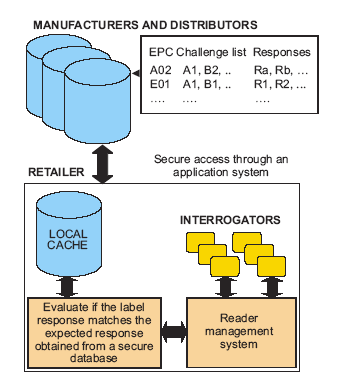 MANUFACTURERS AND DISTRIBUTORS
EPC Challenge list Responses
A02 A1, B2, .. Ra, Rb, ...
E01 A1, B1, .. R1, R2, ...
.... .... ....
Secure access through an
application system
RETAILER
LOCAL
CACHE
INTERROGATORS
Evaluate if the label
response matches the
expected response
obtained from a secure
database
Reader
management
system